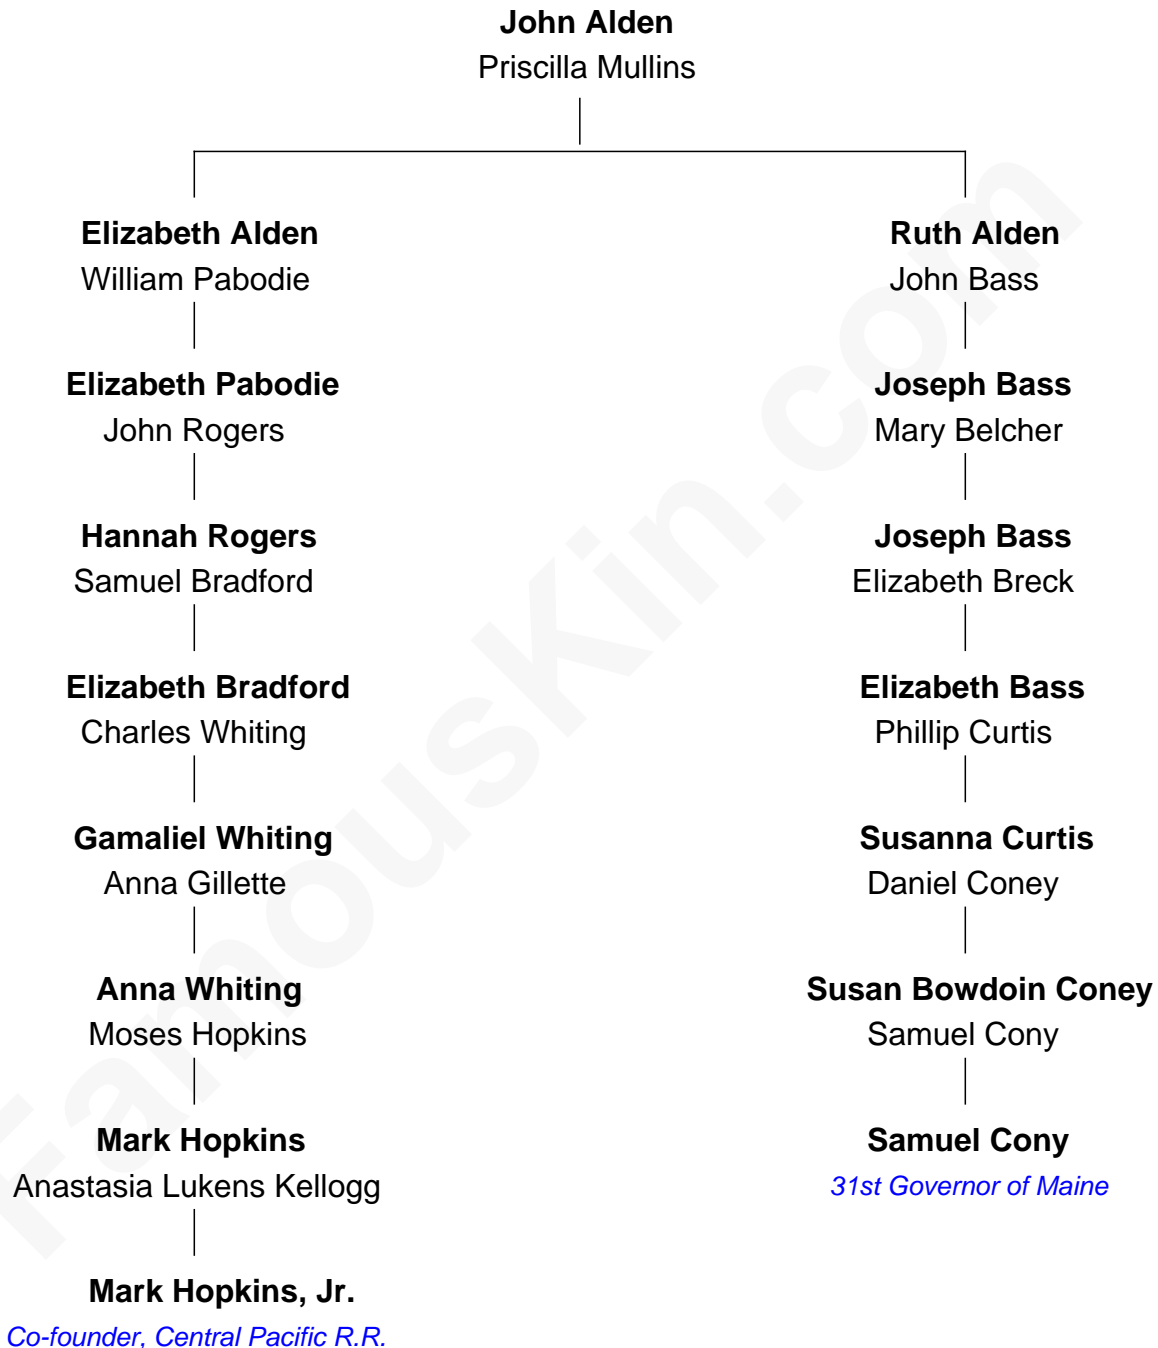 John Alden
Priscilla Mullins
Elizabeth Alden
William Pabodie
Ruth Alden
John Bass
Elizabeth Pabodie
John Rogers
Joseph Bass
Mary Belcher
Hannah Rogers
Samuel Bradford
Joseph Bass
Elizabeth Breck
Elizabeth Bradford
Charles Whiting
Elizabeth Bass
Phillip Curtis
Gamaliel Whiting
Anna Gillette
Susanna Curtis
Daniel Coney
Anna Whiting
Moses Hopkins
Susan Bowdoin Coney
Samuel Cony
Mark Hopkins
Anastasia Lukens Kellogg
Samuel Cony
31st Governor of Maine
Mark Hopkins, Jr.
Co-founder, Central Pacific R.R.
FamousKin.com